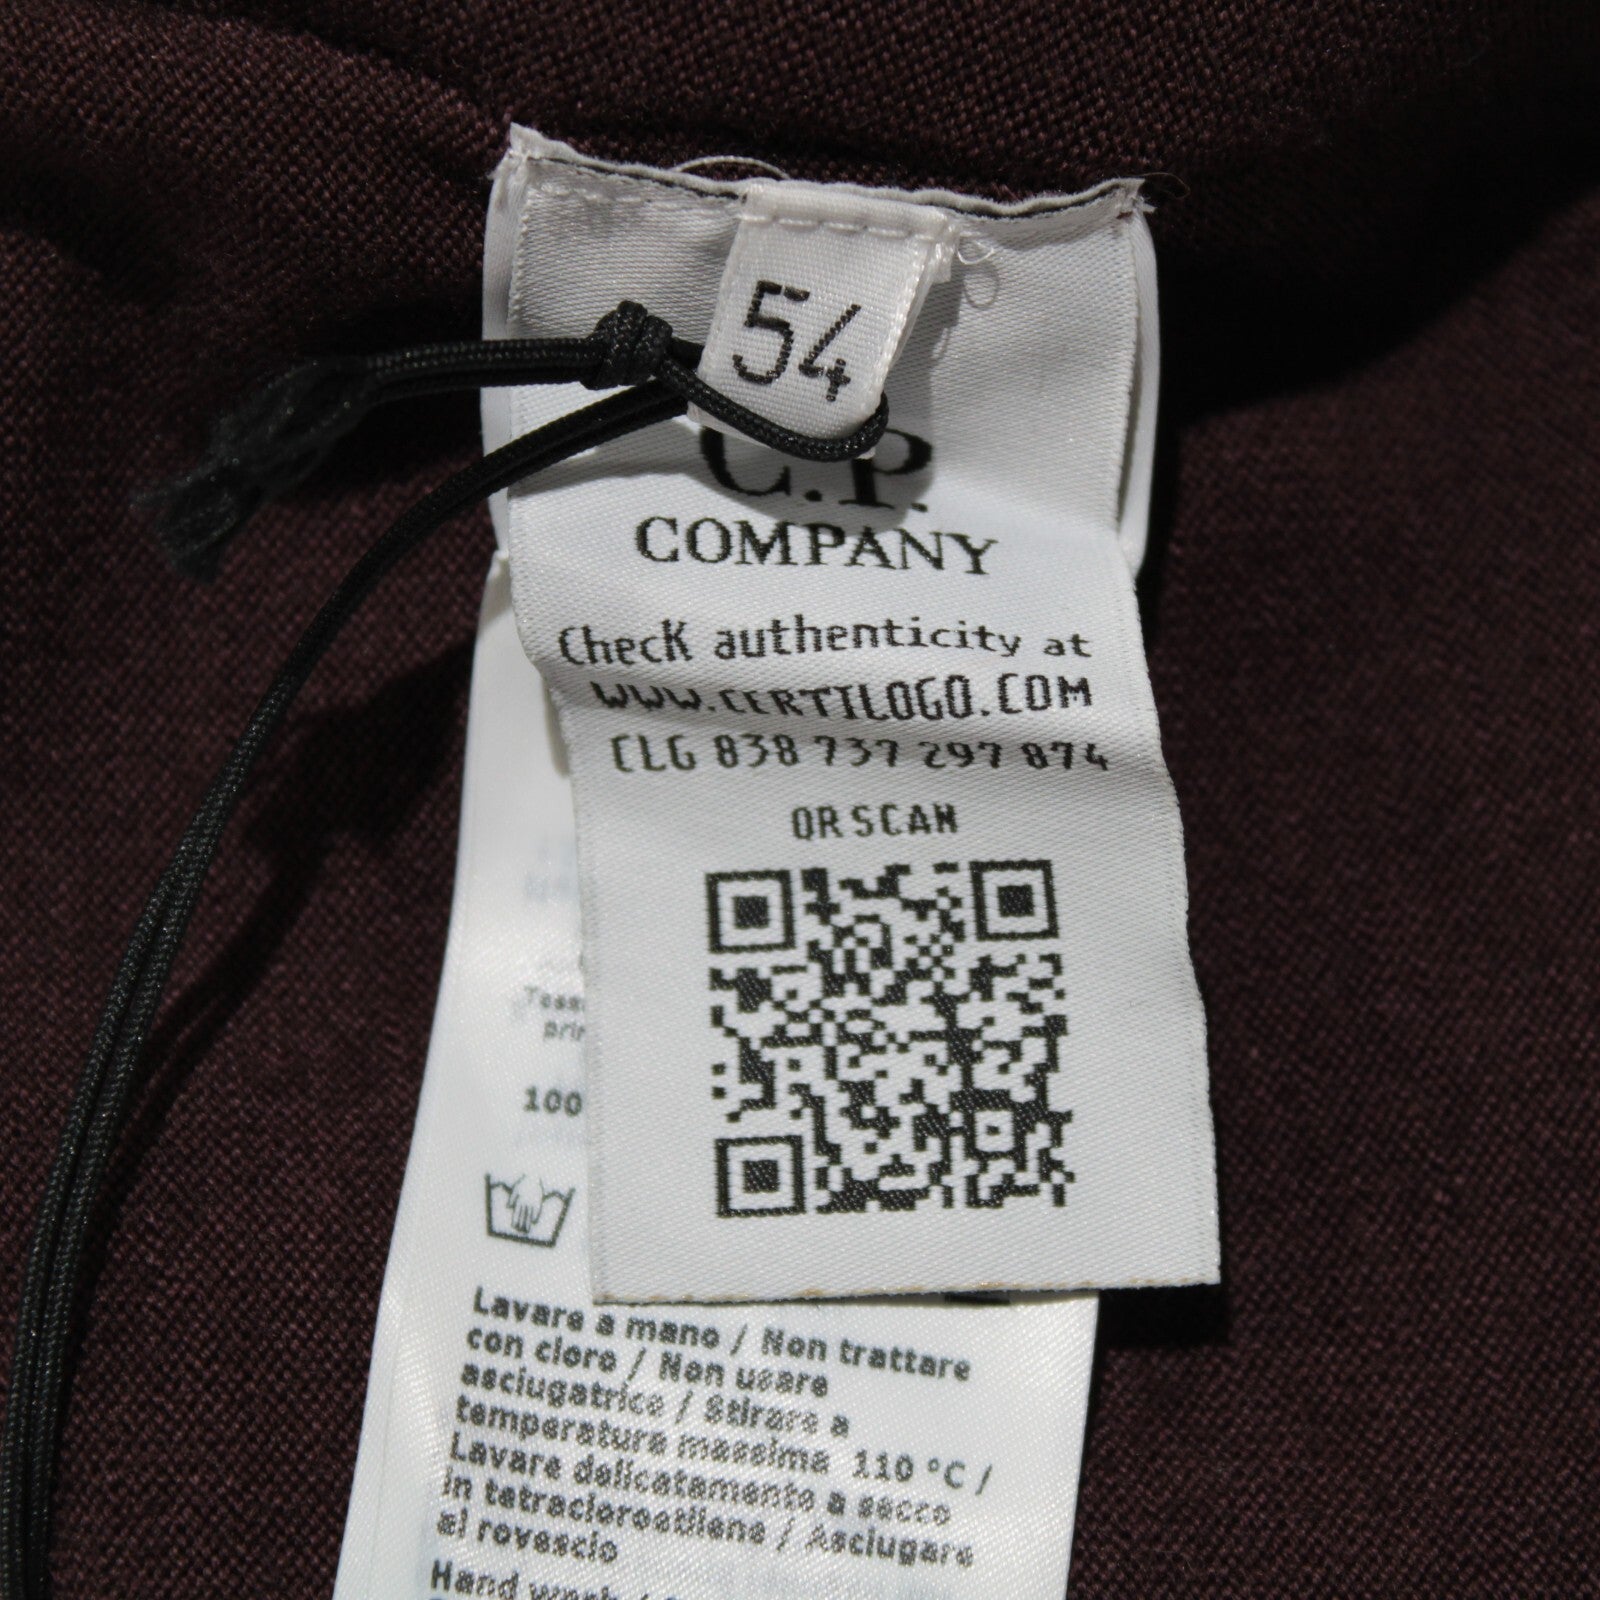 54
C.P.
COMPANY
Check authenticity at
WWW.CERTILOGO.COM
CLG 838 737 297 874
QR SCAN
100
Lavare a mano / Non trattare
con cloro / Non usare
asciugatrice / Stirare a
temperatura massima 110 °C /
Lavare delicatamente a secco
in tetracloroetilene / Asciugare
al rovescio
Hand wash /